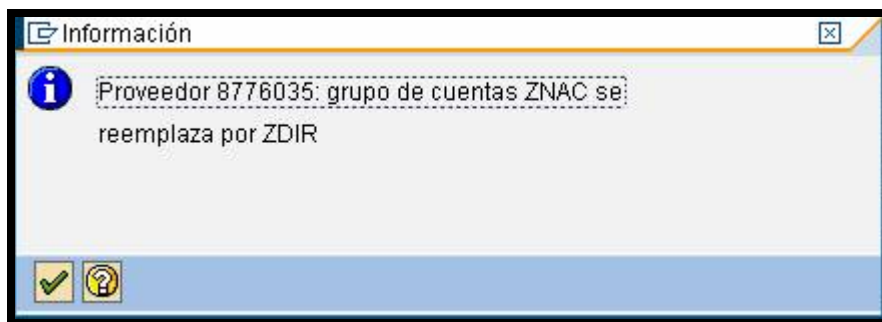 Información
Proveedor 8776035: grupo de cuentas ZNAC se
reemplaza por ZDIR